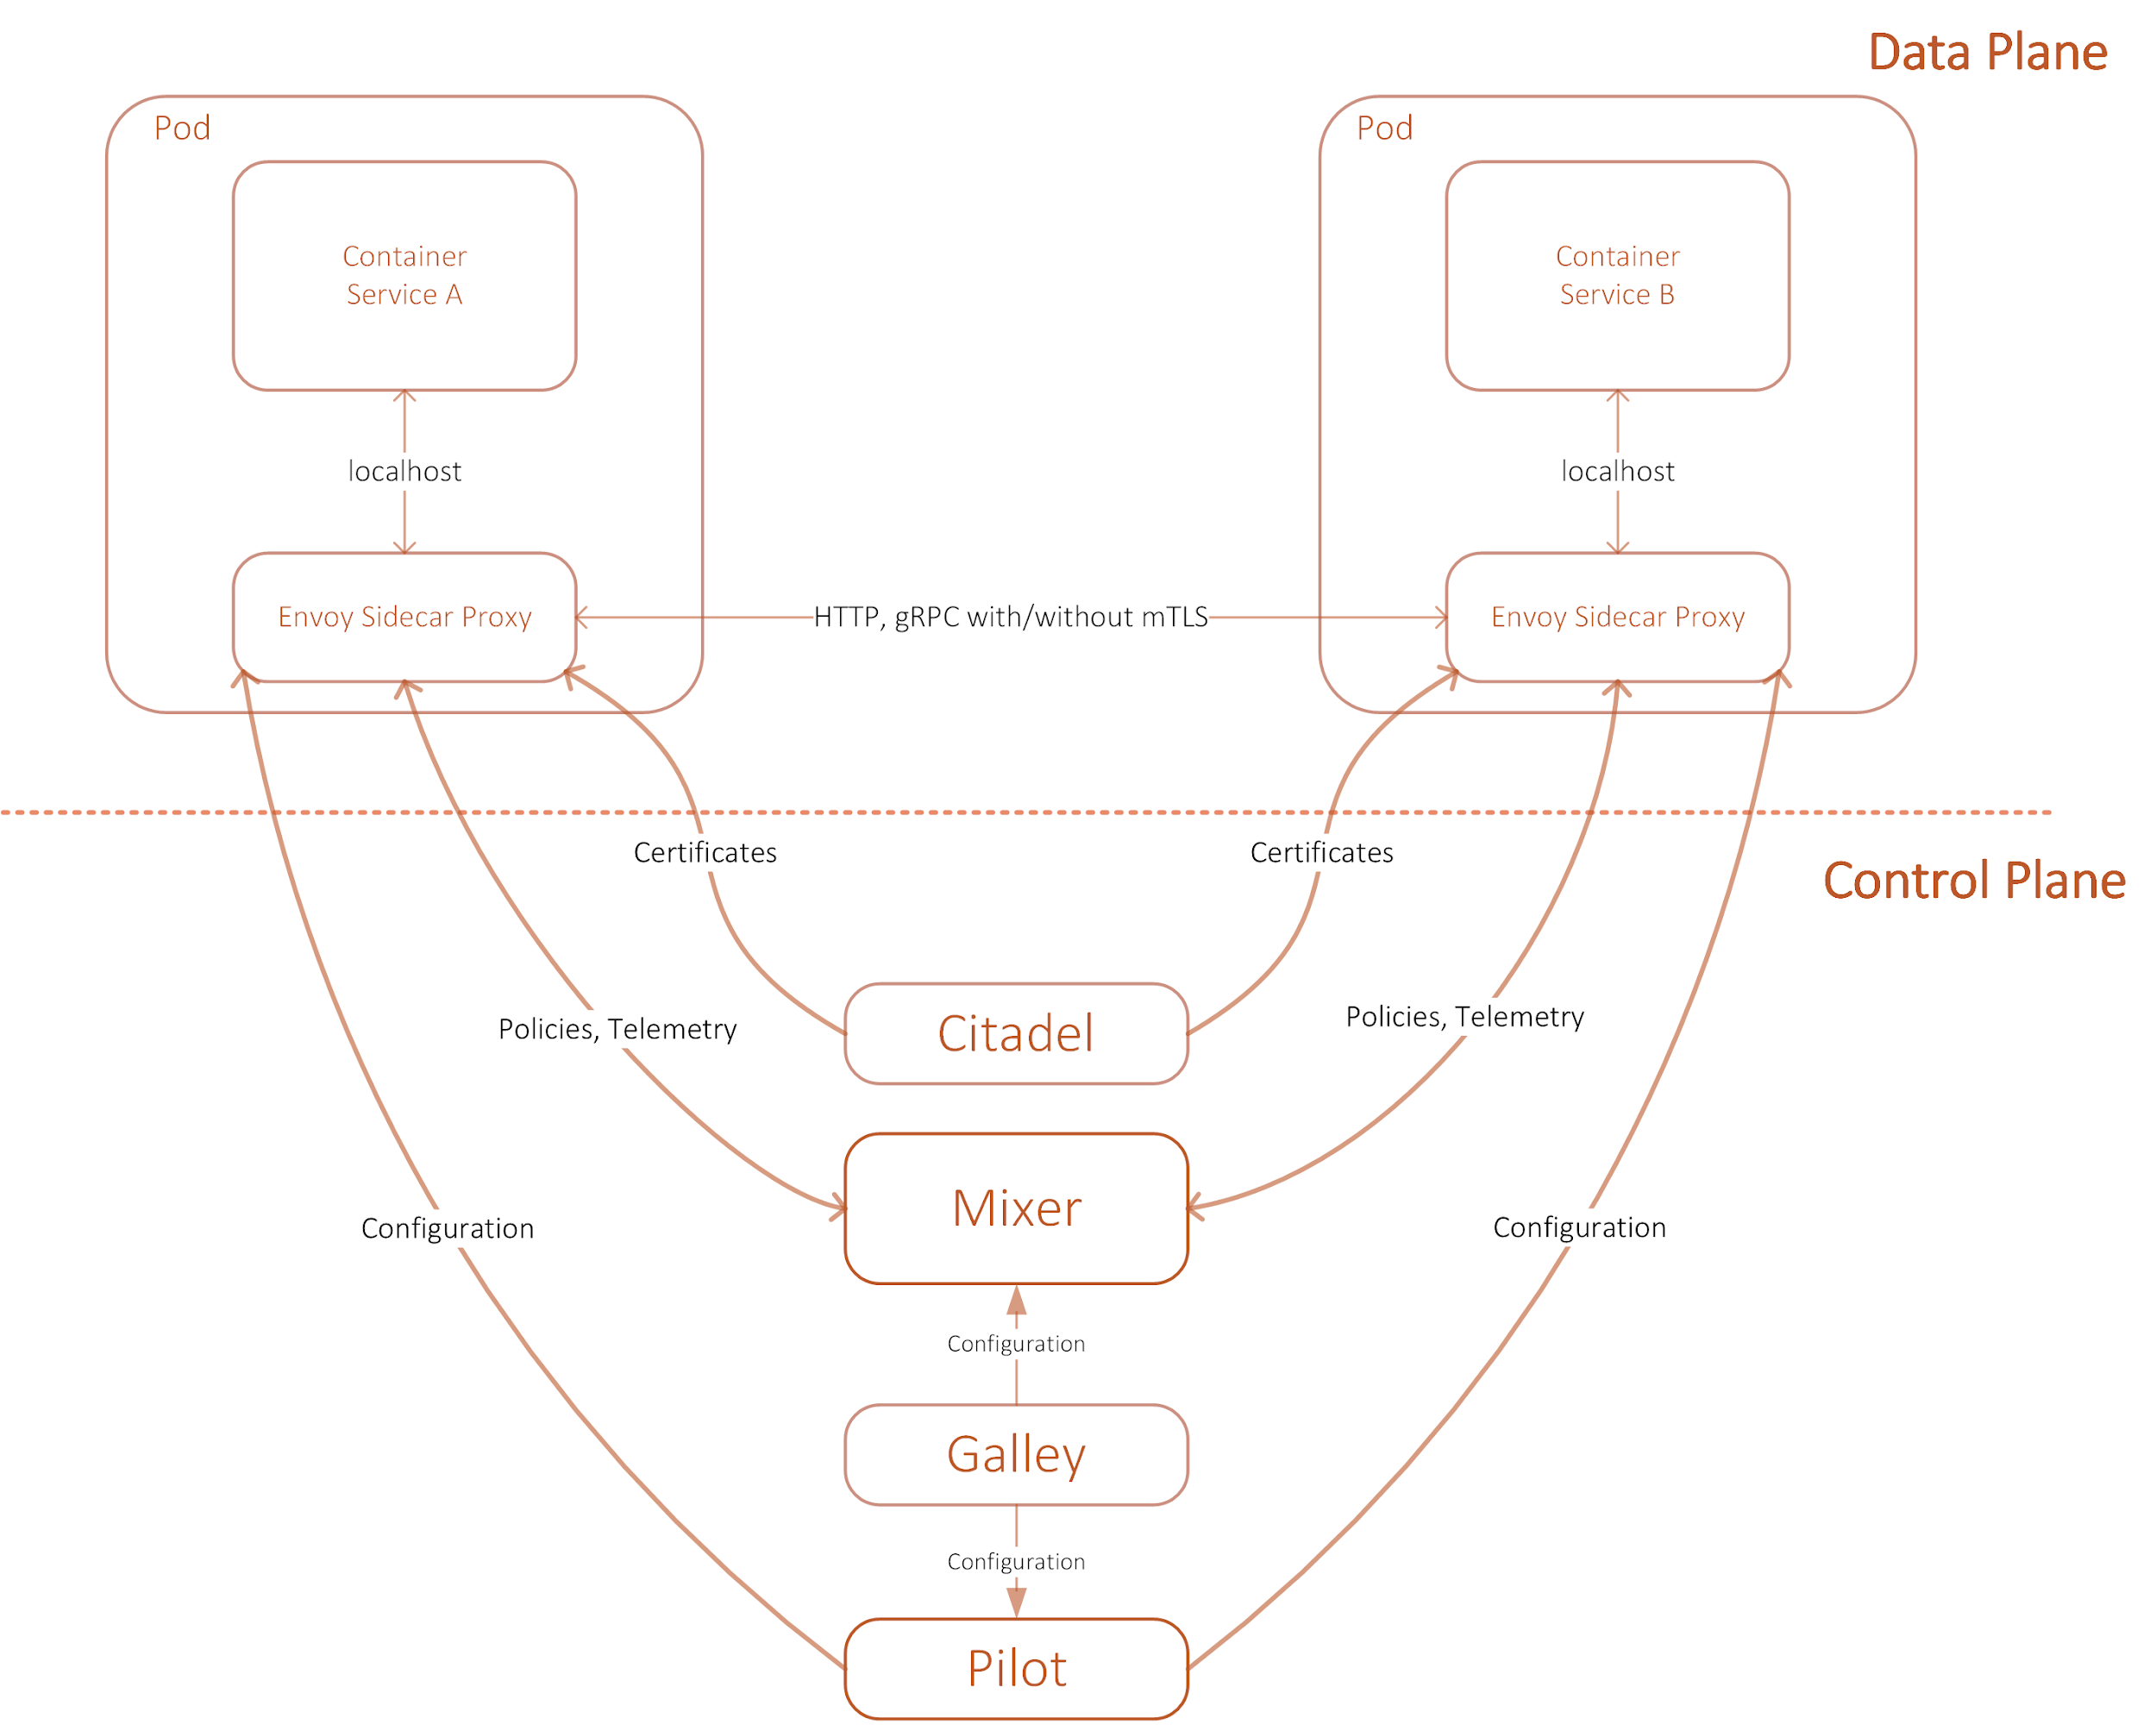 Data Plane
Pod
Pod
Container
Service A
Container
Service B
localhost
localhost
Envoy Sidecar Proxy
HTTP, gRPC with/without mTLS
Envoy Sidecar Proxy
Certificates
Certificates
Control Plane
Citadel
Policies, Telemetry
Policies, Telemetry
Mixer
Configuration
Configuration
Configuration
Galley
Configuration
Pilot